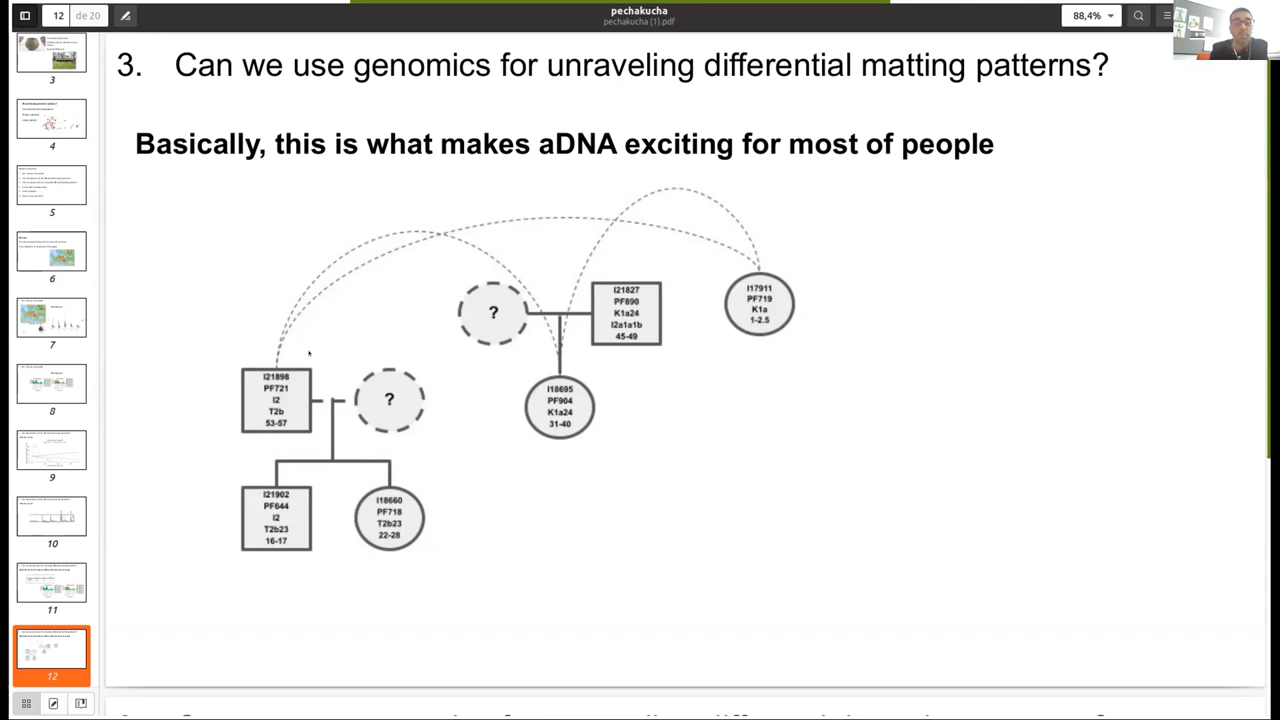 pechakucha
pechakucha (1).pdf
12 de 20
88,4%
3. Can we use genomics for unraveling differential matting patterns?
Basically, this is what makes aDNA exciting for most of people
?
I21827
PF890
K1a24
I2a1a1b
45-49
I17911
PF719
K1a
1-2.5
I21898
PF721
I2
T2b
53-57
?
I18695
PF904
K1a24
31-40
I21902
PF644
I2
T2b23
16-17
I18660
PF718
T2b23
22-28
3
4
5
6
7
8
9
10
11
12